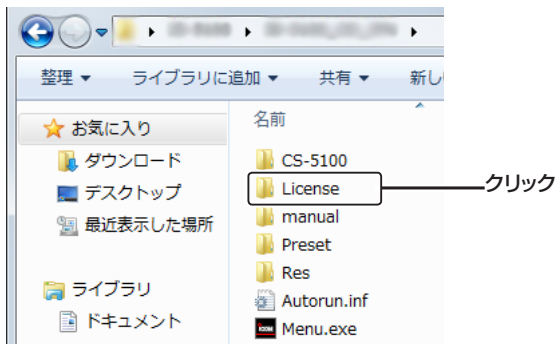 整理 ▼ ライブラリに追加 ▼ 共有 ▼ 新し
お気に入り
ダウンロード
デスクトップ
最近表示した場所
ライブラリ
ドキュメント
名前
CS-5100
License
manual
Preset
Res
Autorun.inf
Menu.exe
クリック